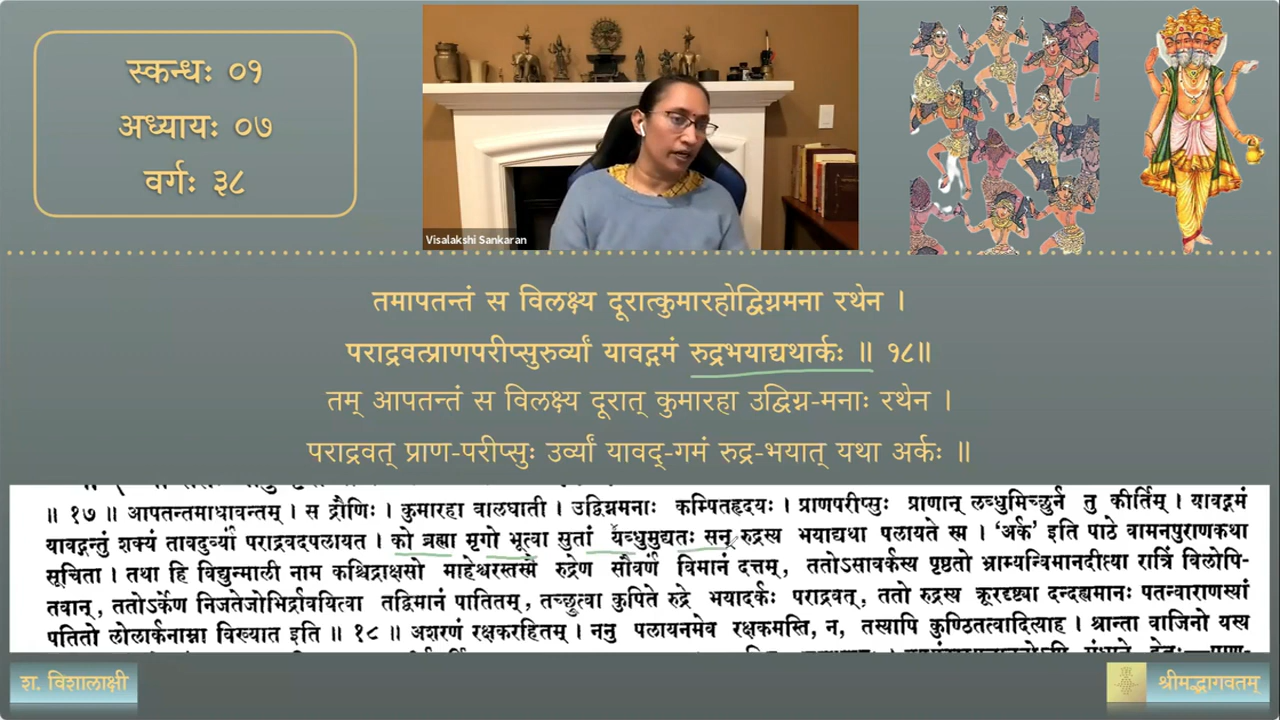 स्कन्धः ०१
अध्यायः ०७
वर्गः ३८
Visalakshi Sankaran
तमापतन्तं स विलक्ष्य दूरात्कुमारहोद्विग्नमना रथेन ।
पराद्रवत्प्राणपरीप्सुरुर्व्यां यावद्गमं रुद्रभयाद्यथार्कः ॥ १८॥
तम् आपतन्तं स विलक्ष्य दूरात् कुमारहा उद्विग्न-मनाः रथेन ।
पराद्रवत् प्राण-परीप्सुः उर्व्यां यावद्-गमं रुद्र-भयात् यथा अर्कः ॥
॥ १७ ॥ आपतन्तमाधावन्तम् । स द्रौणिः । कुमारहा बालघाती । उद्विग्नमनाः कम्पितहृदयः । प्राणपरीप्सुः प्राणान् लब्धुमिच्छुर्न तु कीर्तिम् । यावद्गमं
यावद्गन्तुं शक्यं तावदुर्व्यां पराद्रवदपलायत । को ब्रह्मा मृगो भूत्वा सुतां यब्धुमुद्यतः सन् रुद्रस्य भयाद्यथा पलायते स्म । ‘अर्क’ इति पाठे वामनपुराणकथा
सूचिता । तथा हि विद्युन्माली नाम कश्चिद्राक्षसो माहेश्वरस्तस्मै रुद्रेण सौवर्णं विमानं दत्तम्, ततोऽसावर्कस्य पृष्ठतो भ्राम्यन्विमानदीप्त्या रात्रिं विलोपि-
तवान्, ततोऽर्केण निजतेजोभिर्द्रावयित्वा तद्विमानं पातितम्, तच्छ्रुत्वा कुपिते रुद्रे भयादर्कः पराद्रवत्, ततो रुद्रस्य क्रूरदृष्ट्या दन्दह्यमानः पतन्वाराणस्यां
पतितो लोलार्कनाम्ना विख्यात इति ॥ १८ ॥ अशरणं रक्षकरहितम् । ननु पलायनमेव रक्षकमस्ति, न, तस्यापि कुण्ठितत्वादित्याह । श्रान्ता वाजिनो यस्य
श. विशालाक्षी
श्रीमद्भागवतम्